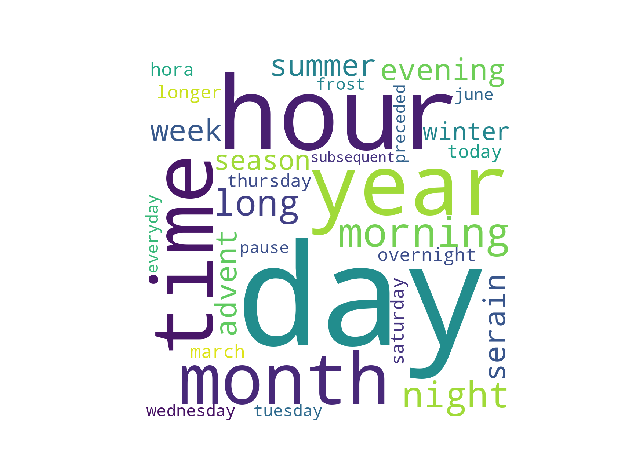 hora
summer
evening
longer
frost
hour
preceded
june
week
winter
season
subsequent
today
time
thursday
year
long
morning
everyday
advent
pause
overnight
day
saturday
serain
march
month
night
wednesday
tuesday